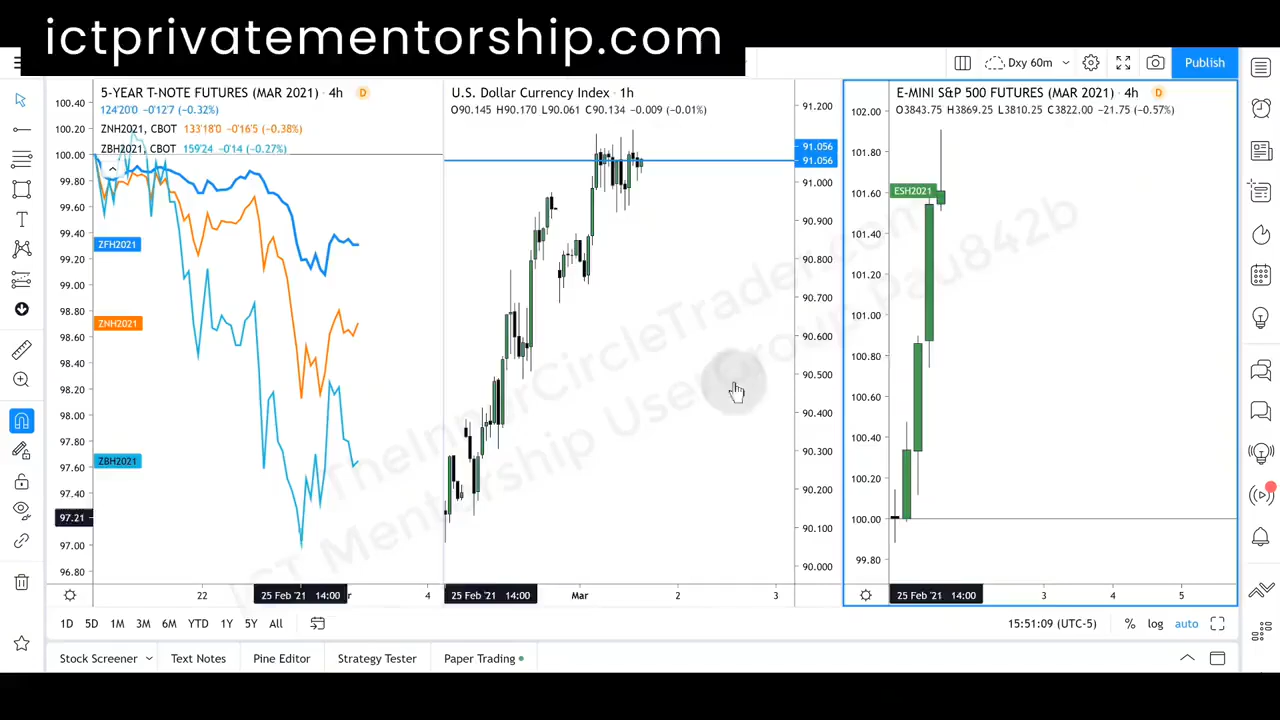 ictprivatementorship.com
Dxy 60m
Publish
5-YEAR T-NOTE FUTURES (MAR 2021) · 4h D
124'20'0 -0'12'7 (-0.32%)
ZNH2021, CBOT 133'18'0 -0'16'5 (-0.38%)
ZBH2021, CBOT 159'24 -0'14 (-0.27%)
100.40
100.20
100.00
99.80
99.60
99.40
99.20
99.00
98.80
98.60
98.40
98.20
98.00
97.80
97.60
97.40
97.21
97.00
96.80
ZFH2021
ZNH2021
ZBH2021
22
25 Feb '21 14:00
r
4
U.S. Dollar Currency Index · 1h
O90.145 H90.170 L90.061 C90.134 -0.009 (-0.01%)
91.200
91.056
91.056
91.000
90.900
90.800
90.700
90.600
90.500
90.400
90.300
90.200
90.100
90.000
25 Feb '21 14:00
Mar
2
3
E-MINI S&P 500 FUTURES (MAR 2021) · 4h D
O3843.75 H3869.25 L3810.25 C3822.00 -21.75 (-0.57%)
102.00
101.80
101.60
101.40
101.20
101.00
100.80
100.60
100.40
100.20
100.00
99.80
ESH2021
25 Feb '21 14:00
3
4
5
TheInnerCircleTrader.com
ICT Mentorship UserGroup Pau842b
1D 5D 1M 3M 6M YTD 1Y 5Y All
15:51:09 (UTC-5) % log auto
Stock Screener Text Notes Pine Editor Strategy Tester Paper Trading